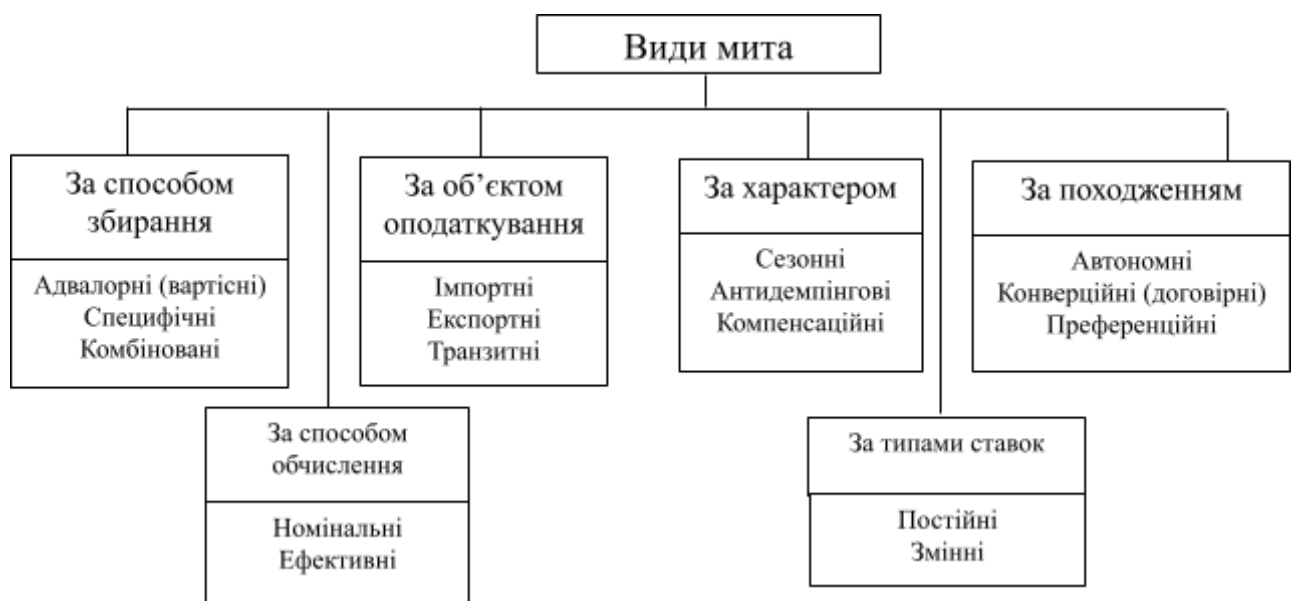 Види мита
За способом
збирання
Адвалорні (вартісні)
Специфічні
Комбіновані
За об’єктом
оподаткування
Імпортні
Експортні
Транзитні
За характером
Сезонні
Антидемпінгові
Компенсаційні
За походженням
Автономні
Конверційні (договірні)
Преференційні
За способом
обчислення
Номінальні
Ефективні
За типами ставок
Постійні
Змінні